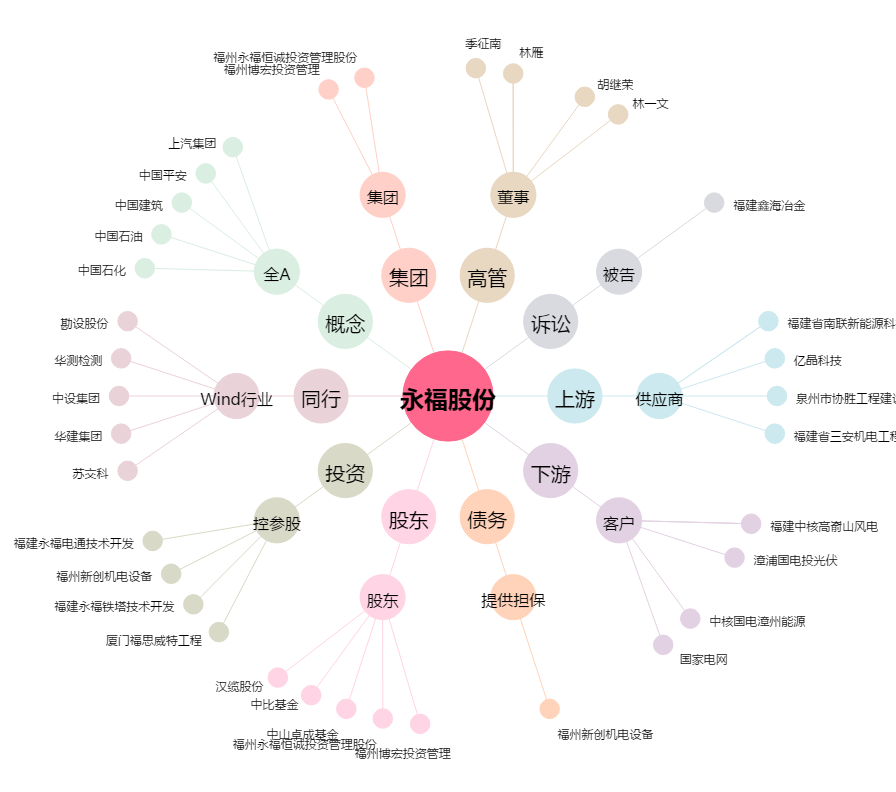 季征南
林雁
福州永福恒诚投资管理股份
福州博宏投资管理
胡继荣
林一文
上汽集团
中国平安
集团
董事
中国建筑
福建鑫海冶金
中国石油
中国石化
全A
集团
高管
被告
勘设股份
概念
诉讼
福建省南联新能源科
华测检测
亿昂科技
中设集团
Wind行业
同行
永福股份
上游
供应商
泉州市协胜工程建设
华建集团
福建省三安机电工程
苏交科
投资
下游
控参股
股东
债务
客户
福建中核高嵛山风电
福建永福电通技术开发
漳浦国电投光伏
福州新创机电设备
福建永福铁塔技术开发
股东
提供担保
中核国电漳州能源
厦门福思威特工程
国家电网
汉缆股份
中比基金
中山卓成基金
福州永福恒诚投资管理股份
福州博宏投资管理
福州新创机电设备